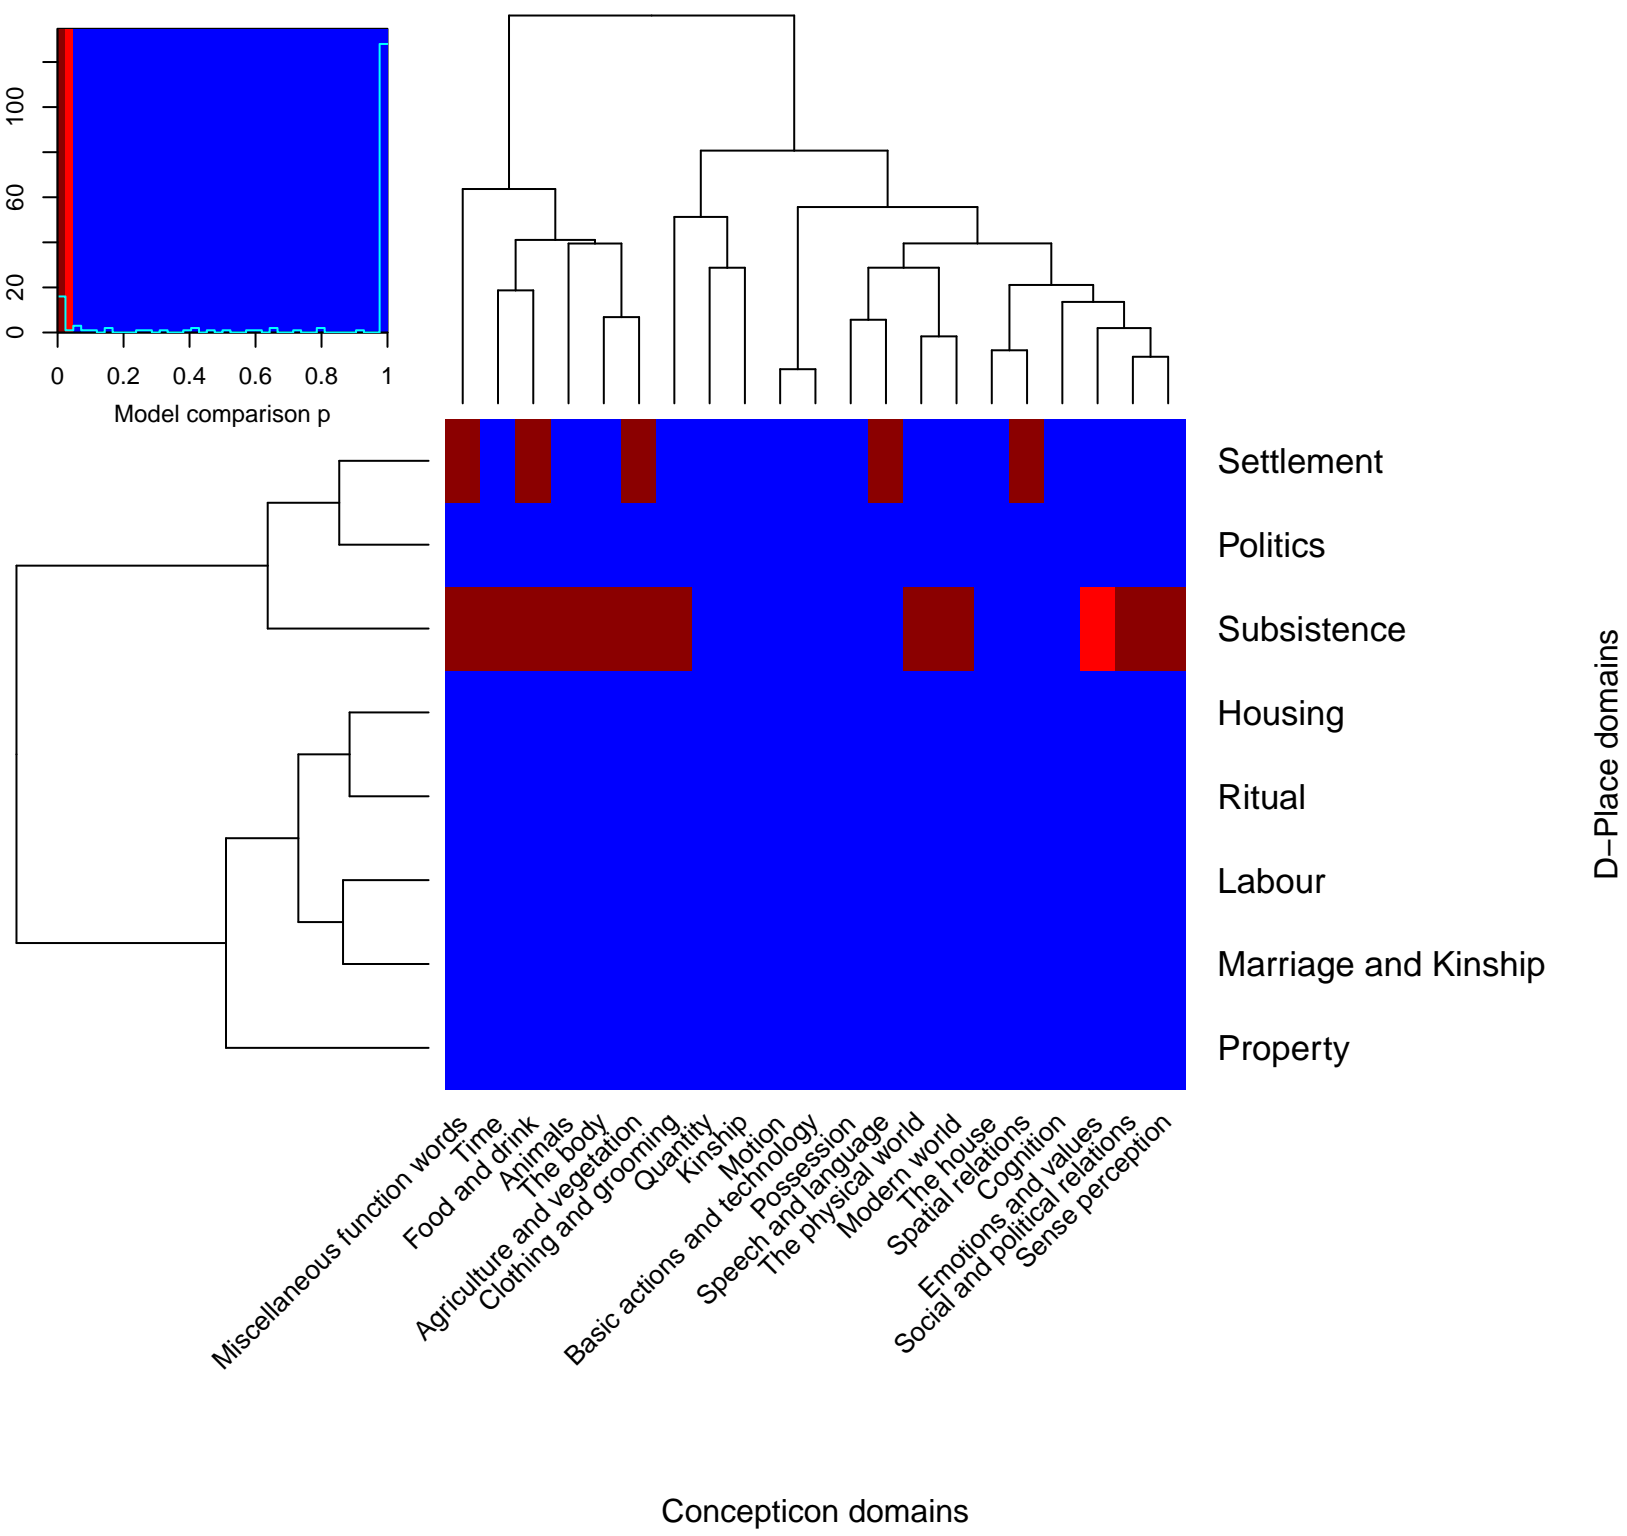 0
20
60
100
0
0.2
0.4
0.6
0.8
1
Model comparison p
Settlement
Politics
Subsistence
Housing
Ritual
Labour
Marriage and Kinship
Property
D−Place domains
Miscellaneous function words
Time
Food and drink
Animals
The body
Agriculture and vegetation
Clothing and grooming
Quantity
Kinship
Motion
Basic actions and technology
Possession
Speech and language
The physical world
Modern world
The house
Spatial relations
Cognition
Emotions and values
Social and political relations
Sense perception
Concepticon domains